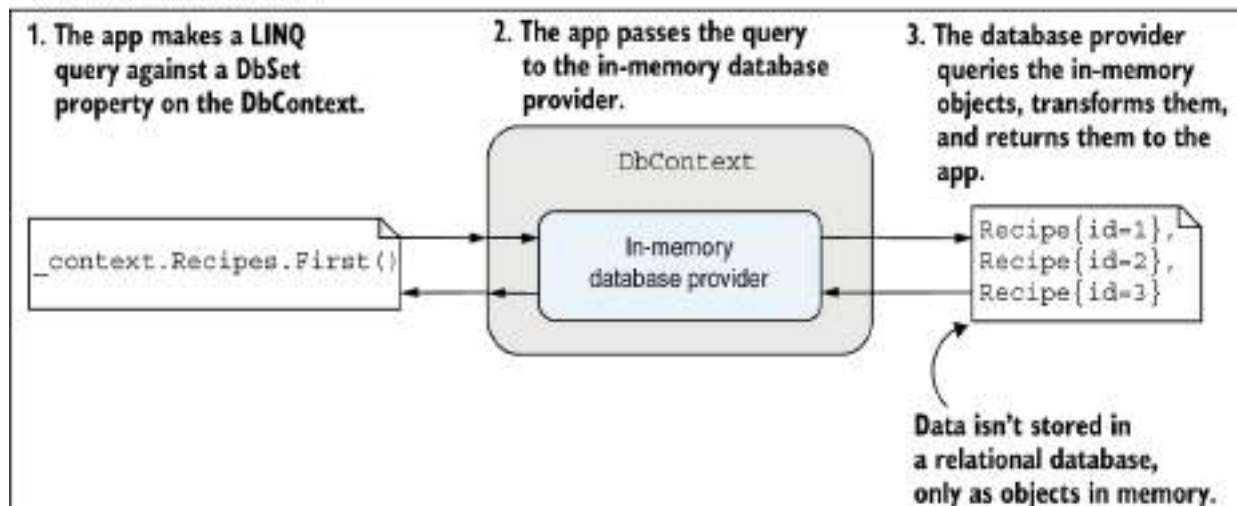 1. The app makes a LINQ
query against a DbSet
property on the DbContext.
2. The app passes the query
to the in-memory database
provider.
3. The database provider
queries the in-memory
objects, transforms them,
and returns them to the
app.
DbContext
_context.Recipes.First()
In-memory
database provider
Recipe{id=1},
Recipe{id=2},
Recipe{id=3}
Data isn't stored in
a relational database,
only as objects in memory.